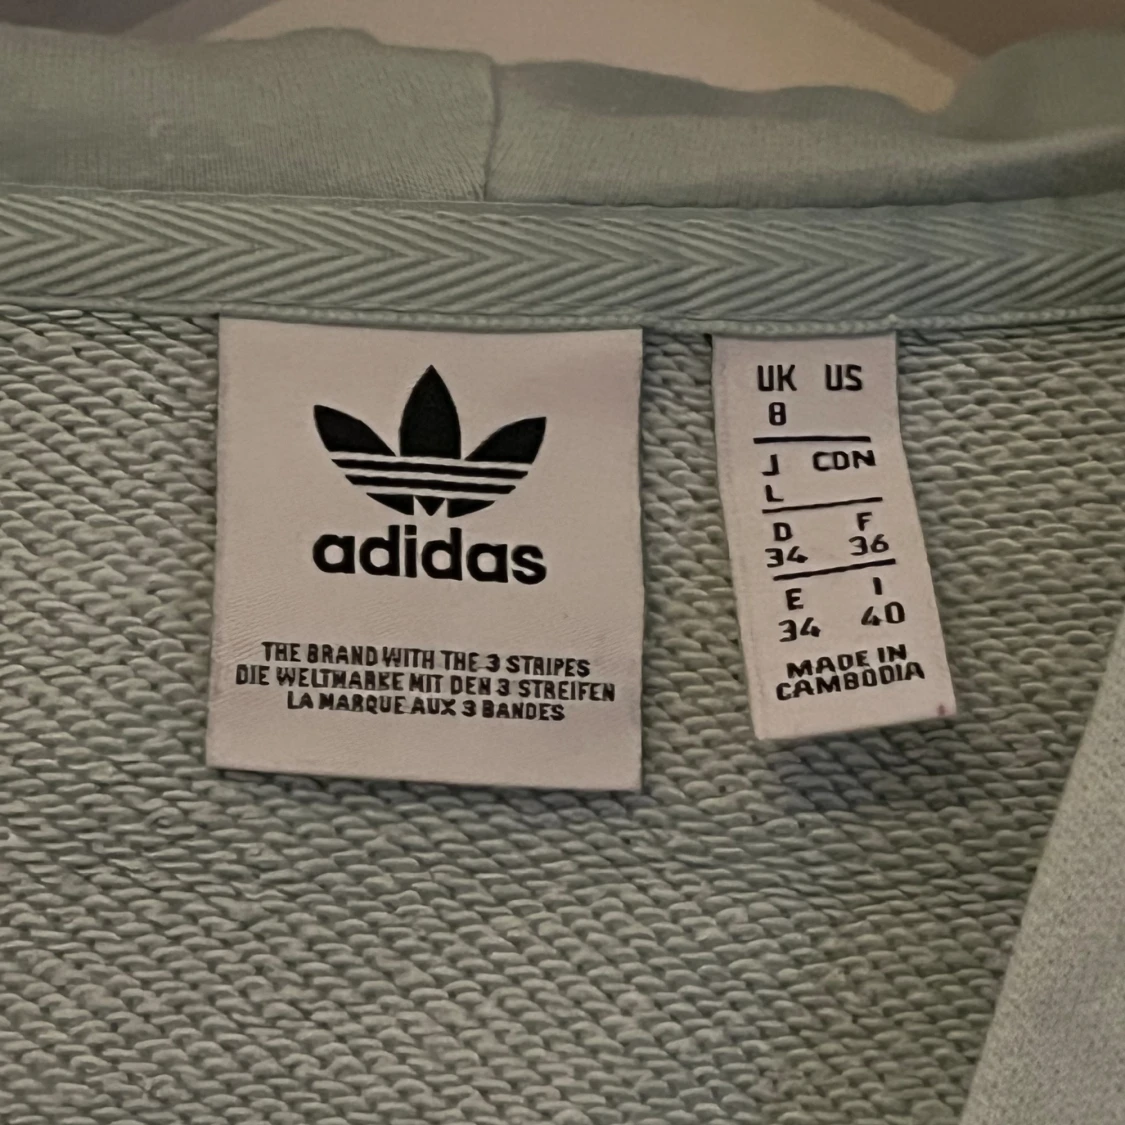 adidas
THE BRAND WITH THE 3 STRIPES
DIE WELTMARKE MIT DEN 3 STREIFEN
LA MARQUE AUX 3 BANDES
UK US
8
J CDN
L
D F
34 36
E I
34 40
MADE IN
CAMBODIA